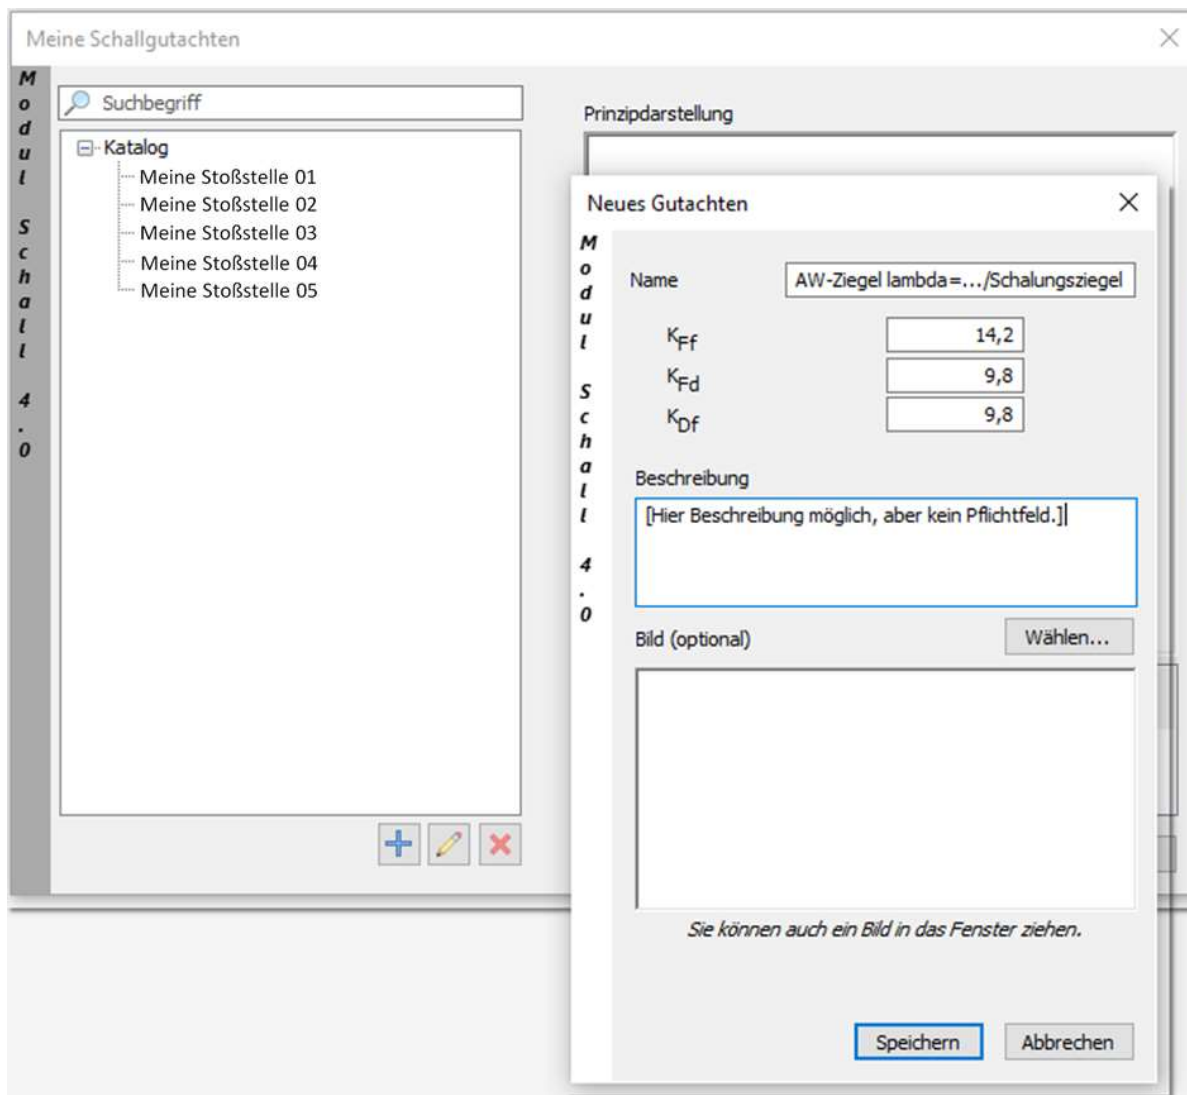 Meine Schallgutachten
Modul Schall 4.0
Suchbegriff
Katalog
Meine Stoßstelle 01
Meine Stoßstelle 02
Meine Stoßstelle 03
Meine Stoßstelle 04
Meine Stoßstelle 05
Prinzipdarstellung
Neues Gutachten
Modul Schall 4.0
Name AW-Ziegel lambda=.../Schalungsziegel
KFf 14,2
KFd 9,8
KDf 9,8
Beschreibung
[Hier Beschreibung möglich, aber kein Pflichtfeld.]
Bild (optional) Wählen...
Sie können auch ein Bild in das Fenster ziehen.
Speichern Abbrechen